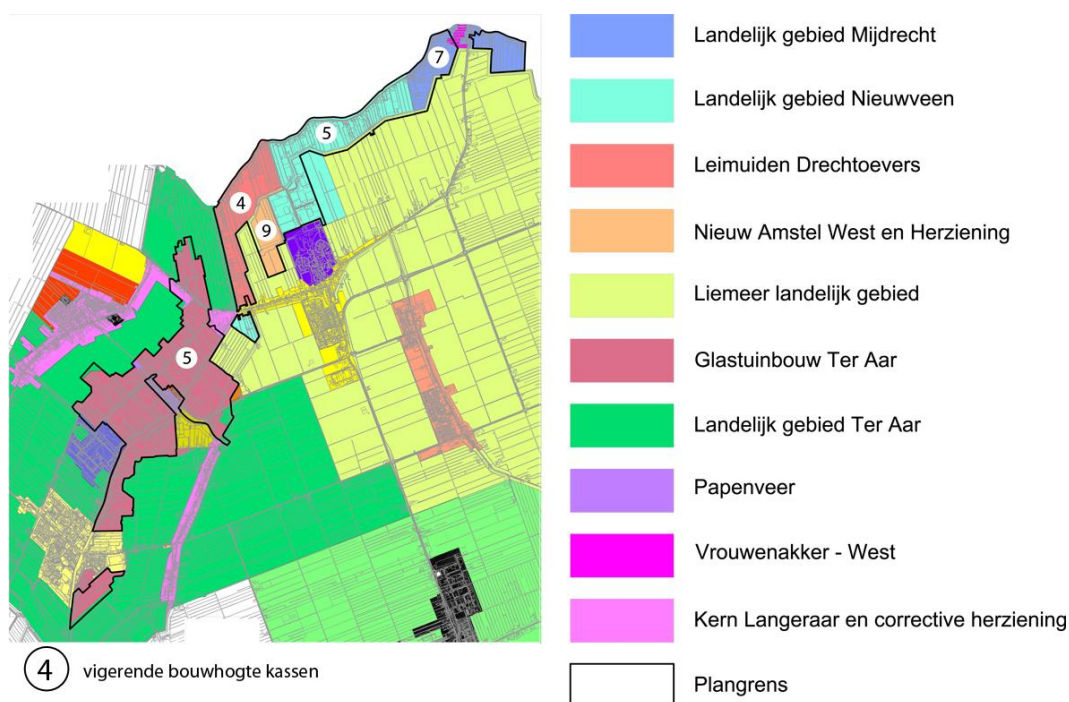 7
5
4
9
5
4 vigerende bouwhogte kassen
Landelijk gebied Mijdrecht
Landelijk gebied Nieuwveen
Leimuiden Drechtoevers
Nieuw Amstel West en Herziening
Liemeer landelijk gebied
Glastuinbouw Ter Aar
Landelijk gebied Ter Aar
Papenveer
Vrouwenakker - West
Kern Langeraar en corrective herziening
Plangrens